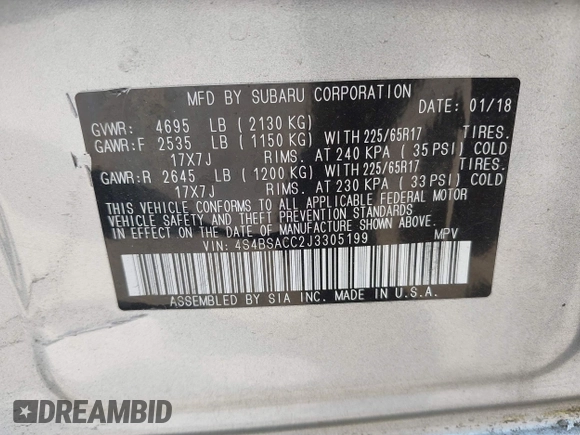 MFD BY SUBARU CORPORATION
DATE: 01/18
GVWR: 4695 LB (2130 KG)
GAWR:F 2535 LB (1150 KG) WITH 225/65R17 TIRES.
17X7J RIMS. AT 240 KPA (35 PSI) COLD
GAWR:R 2645 LB (1200 KG) WITH 225/65R17 TIRES.
17X7J RIMS. AT 230 KPA (33 PSI) COLD
THIS VEHICLE CONFORMS TO ALL APPLICABLE FEDERAL MOTOR
VEHICLE SAFETY AND THEFT PREVENTION STANDARDS
IN EFFECT ON THE DATE OF MANUFACTURE SHOWN ABOVE.
VIN: 4S4BSACC2J3305199 MPV
ASSEMBLED BY SIA INC. MADE IN U.S.A.
DREAMBID